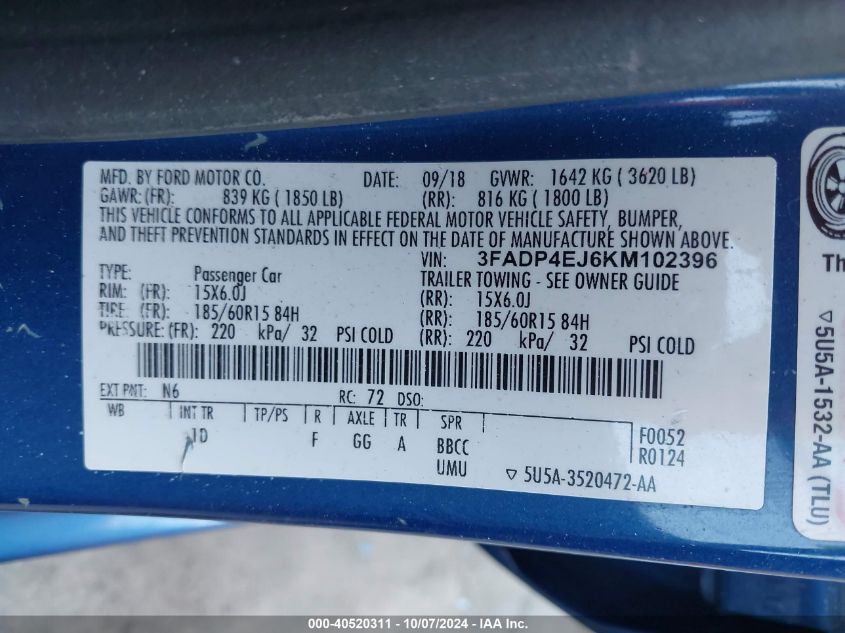 MFD. BY FORD MOTOR CO. DATE: 09/18 GVWR: 1642 KG ( 3620 LB)
GAWR: (FR): 839 KG ( 1850 LB) (RR): 816 KG ( 1800 LB)
THIS VEHICLE CONFORMS TO ALL APPLICABLE FEDERAL MOTOR VEHICLE SAFETY, BUMPER,
AND THEFT PREVENTION STANDARDS IN EFFECT ON THE DATE OF MANUFACTURE SHOWN ABOVE.
VIN: 3FADP4EJ6KM102396
TYPE: Passenger Car TRAILER TOWING - SEE OWNER GUIDE
RIM: (FR): 15X6.0J (RR): 15X6.0J
TIRE: (FR): 185/60R15 84H (RR): 185/60R15 84H
PRESSURE: (FR): 220 kPa/ 32 PSI COLD (RR): 220 kPa/ 32 PSI COLD
EXT PNT: N6 RC: 72 DSO:
WB INT TR TP/PS R AXLE TR SPR
1D F GG A BBCC
UMU
F0052
R0124
▽ 5U5A-3520472-AA
Th
▽ 5U5A-1532-AA (TLU)
000-40520311 - 10/07/2024 - IAA Inc.